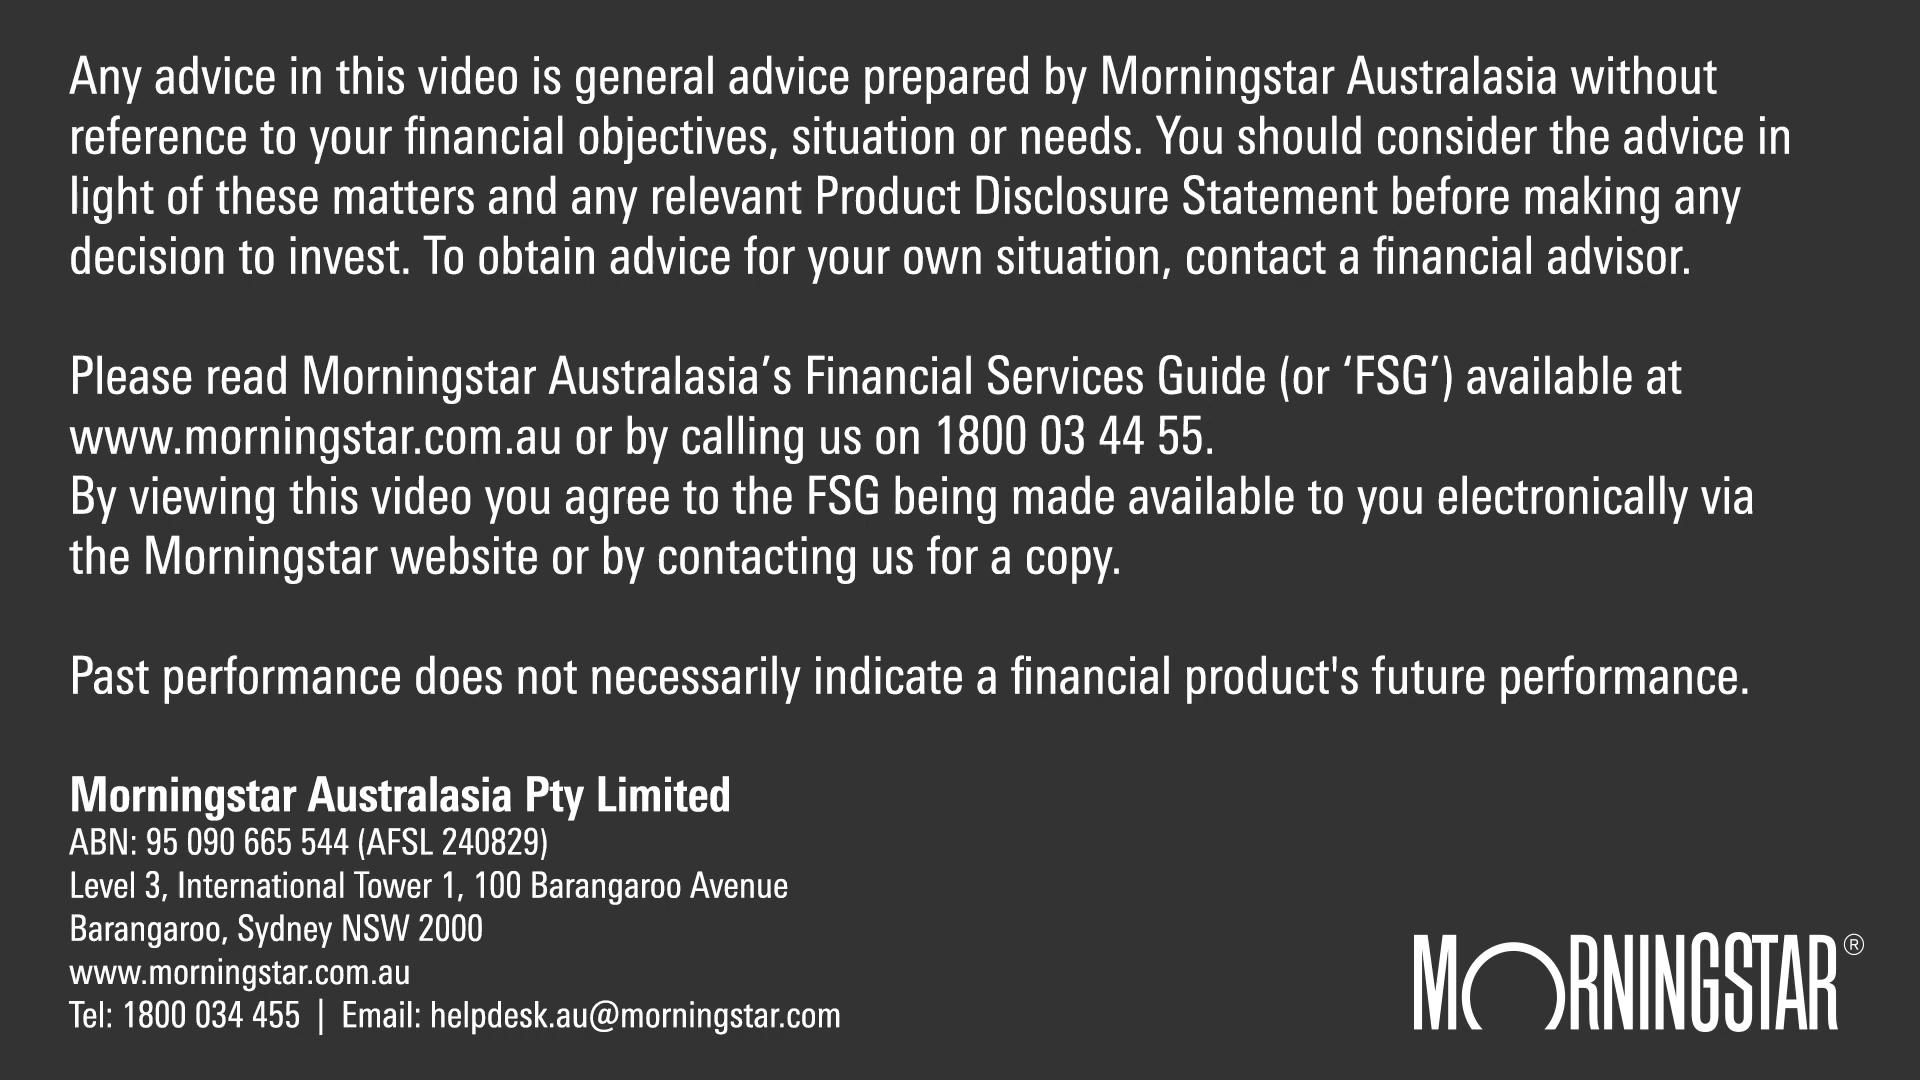 Any advice in this video is general advice prepared by Morningstar Australasia without
reference to your financial objectives, situation or needs. You should consider the advice in
light of these matters and any relevant Product Disclosure Statement before making any
decision to invest. To obtain advice for your own situation, contact a financial advisor.
Please read Morningstar Australasia’s Financial Services Guide (or ‘FSG’) available at
www.morningstar.com.au or by calling us on 1800 03 44 55.
By viewing this video you agree to the FSG being made available to you electronically via
the Morningstar website or by contacting us for a copy.
Past performance does not necessarily indicate a financial product's future performance.
Morningstar Australasia Pty Limited
ABN: 95 090 665 544 (AFSL 240829)
Level 3, International Tower 1, 100 Barangaroo Avenue
Barangaroo, Sydney NSW 2000
www.morningstar.com.au
Tel: 1800 034 455 | Email: helpdesk.au@morningstar.com
MORNINGSTAR®